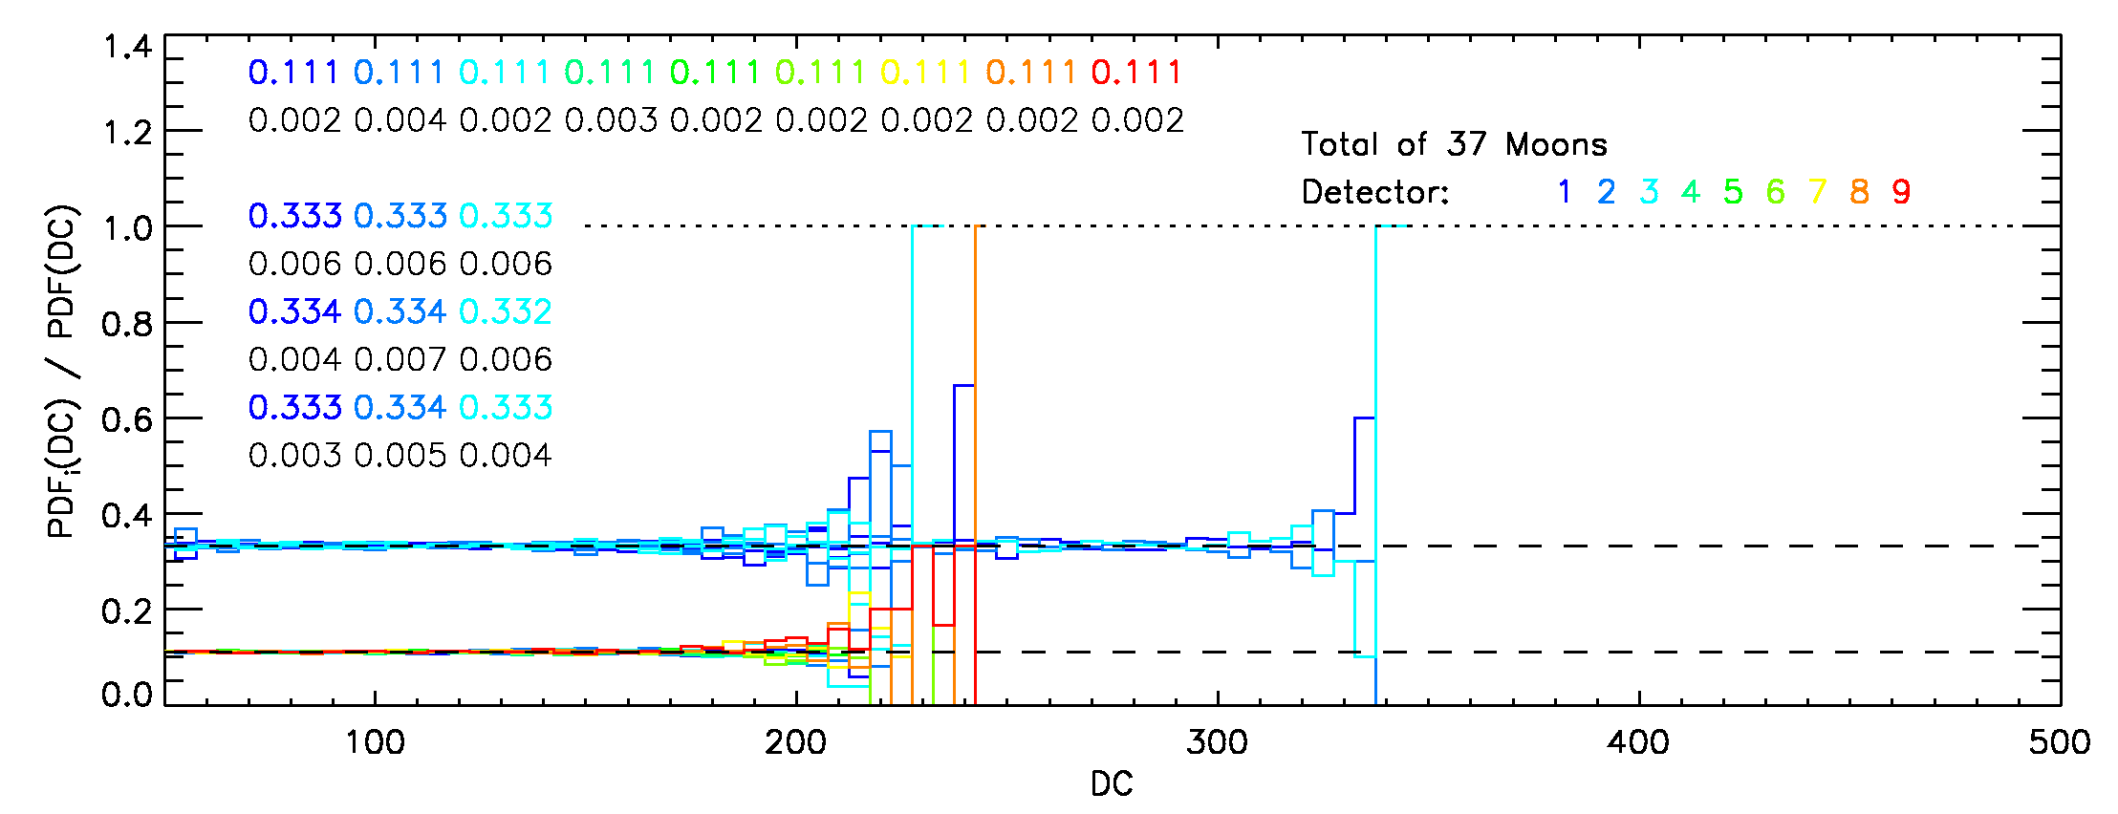 1.4
0.111 0.111 0.111 0.111 0.111 0.111 0.111 0.111 0.111
0.002 0.004 0.002 0.003 0.002 0.002 0.002 0.002 0.002
1.2
Total of 37 Moons
Detector: 1 2 3 4 5 6 7 8 9
0.333 0.333 0.333
1.0
0.006 0.006 0.006
0.334 0.334 0.332
0.8
0.004 0.007 0.006
0.333 0.334 0.333
0.6
0.003 0.005 0.004
0.4
0.2
0.0
PDFi(DC) / PDF(DC)
100 200 300 400 500
DC